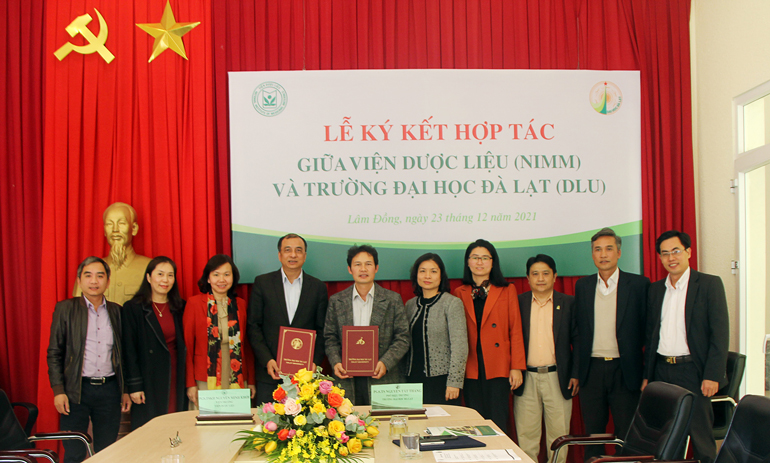 LỄ KÝ KẾT HỢP TÁC
GIỮA VIỆN DƯỢC LIỆU (NIMM)
VÀ TRƯỜNG ĐẠI HỌC ĐÀ LẠT (DLU)
Lâm Đồng, ngày 23 tháng 12 năm 2021